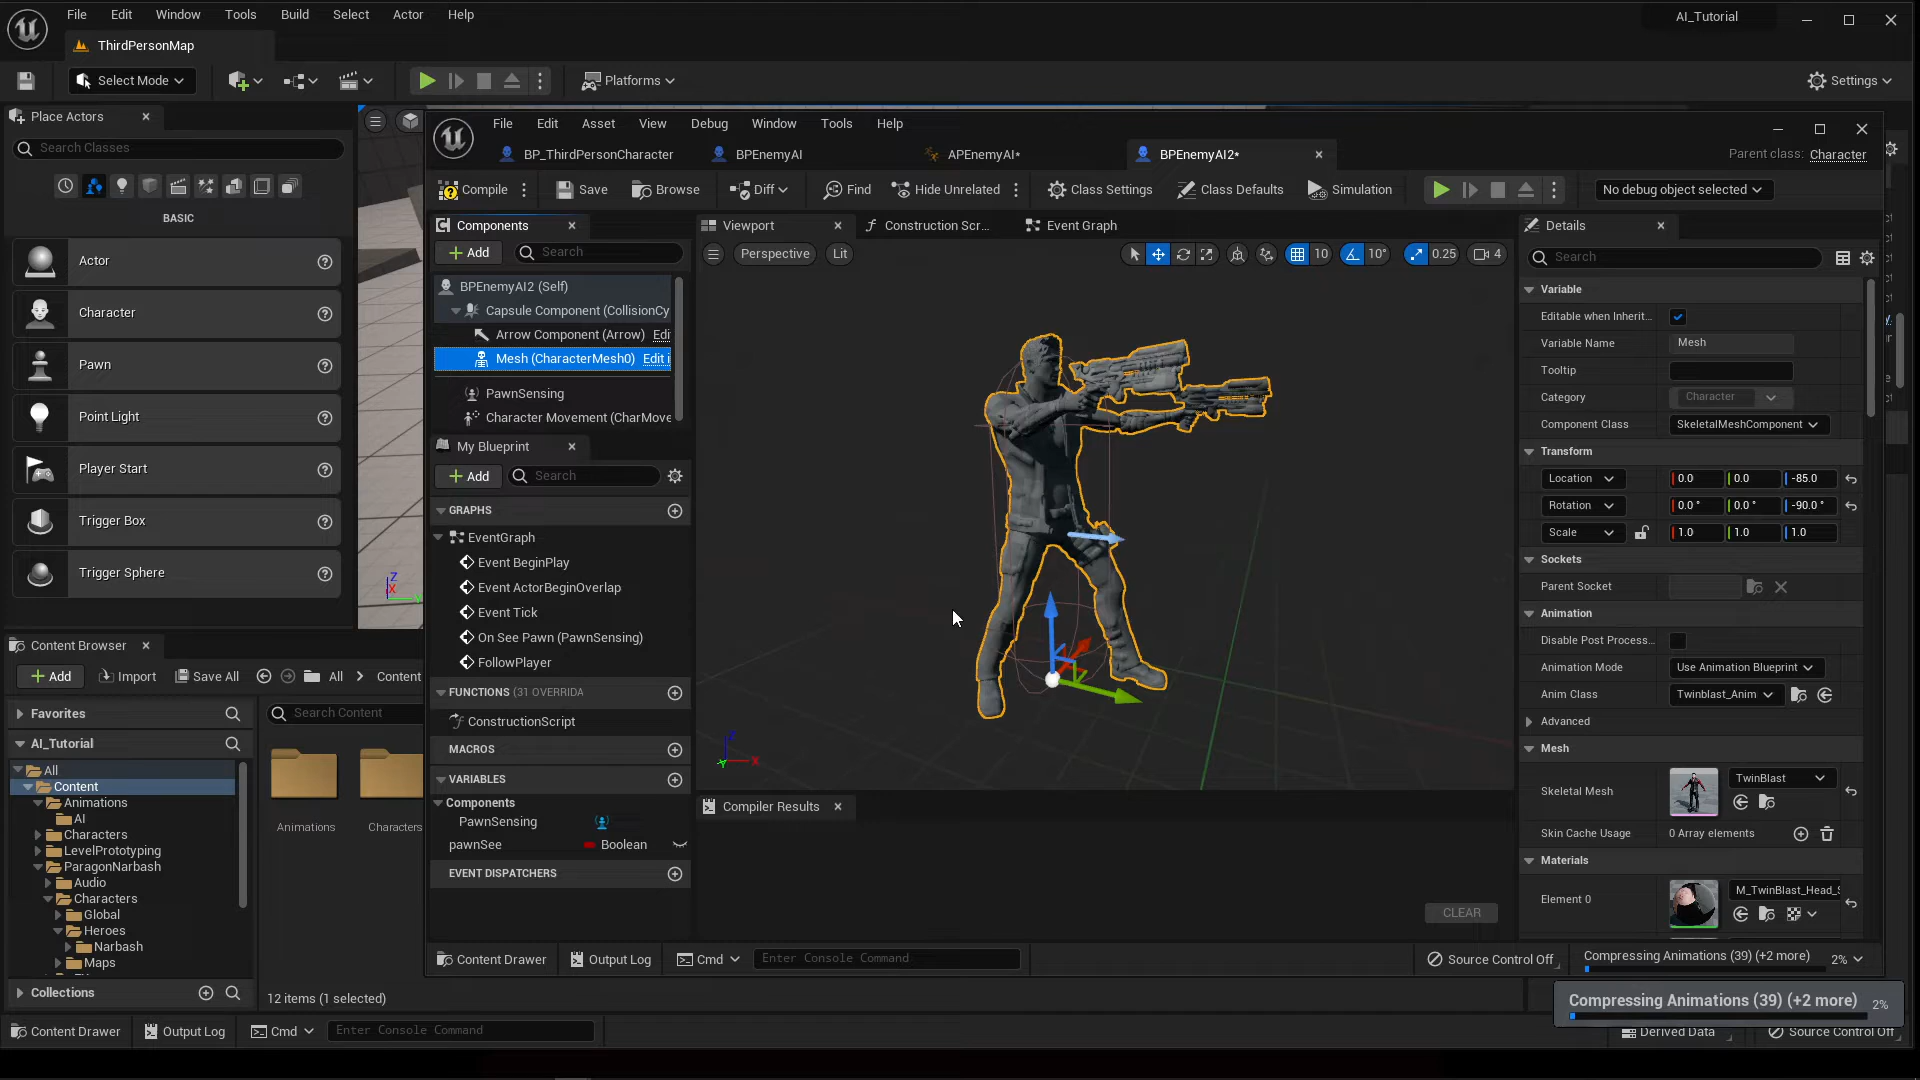 File Edit Window Tools Build Select Actor Help
AI_Tutorial
ThirdPersonMap
Select Mode
Platforms
Settings
Place Actors
Search Classes
BASIC
Actor
Character
Pawn
Point Light
Player Start
Trigger Box
Trigger Sphere
File Edit Asset View Debug Window Tools Help
BP_ThirdPersonCharacter BPEnemyAI APEnemyAI* BPEnemyAI2*
Parent class: Character
Compile Save Browse Diff Find Hide Unrelated Class Settings Class Defaults Simulation No debug object selected
Components
Add Search
BPEnemyAI2 (Self)
Capsule Component (CollisionCy
Arrow Component (Arrow) Edi
Mesh (CharacterMesh0) Edit i
PawnSensing
Character Movement (CharMove
My Blueprint
Add Search
GRAPHS
EventGraph
Event BeginPlay
Event ActorBeginOverlap
Event Tick
On See Pawn (PawnSensing)
FollowPlayer
FUNCTIONS (31 OVERRIDA
ConstructionScript
MACROS
VARIABLES
Components
PawnSensing
pawnSee Boolean
EVENT DISPATCHERS
Viewport Construction Scr... Event Graph
Perspective Lit 10 10° 0.25 4
Z
X
Y
Compiler Results
CLEAR
Details
Search
Variable
Editable when Inherit...
Variable Name Mesh
Tooltip
Category Character
Component Class SkeletalMeshComponent
Transform
Location 0.0 0.0 -85.0
Rotation 0.0 ° 0.0 ° -90.0 °
Scale 1.0 1.0 1.0
Sockets
Parent Socket
Animation
Disable Post Process...
Animation Mode Use Animation Blueprint
Anim Class Twinblast_Anim
Advanced
Mesh
Skeletal Mesh TwinBlast
Skin Cache Usage 0 Array elements
Materials
Element 0 M_TwinBlast_Head_S
Content Drawer Output Log Cmd Enter Console Command
Source Control Off Compressing Animations (39) (+2 more) 2%
Content Browser
Add Import Save All All Content
Favorites
Search Content
AI_Tutorial
All
Content
Animations
AI
Characters
LevelPrototyping
ParagonNarbash
Audio
Characters
Global
Heroes
Narbash
Maps
Collections
Animations
Characters
12 items (1 selected)
Compressing Animations (39) (+2 more) 2%
Content Drawer Output Log Cmd Enter Console Command
Derived Data Source Control Off